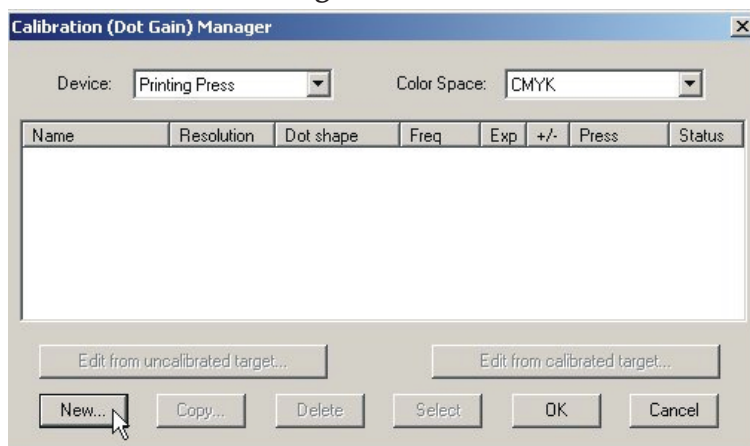 Calibration (Dot Gain) Manager
Device: Printing Press Color Space: CMYK
Name Resolution Dot shape Freq Exp +/- Press Status
Edit from uncalibrated target... Edit from calibrated target...
New... Copy... Delete Select OK Cancel